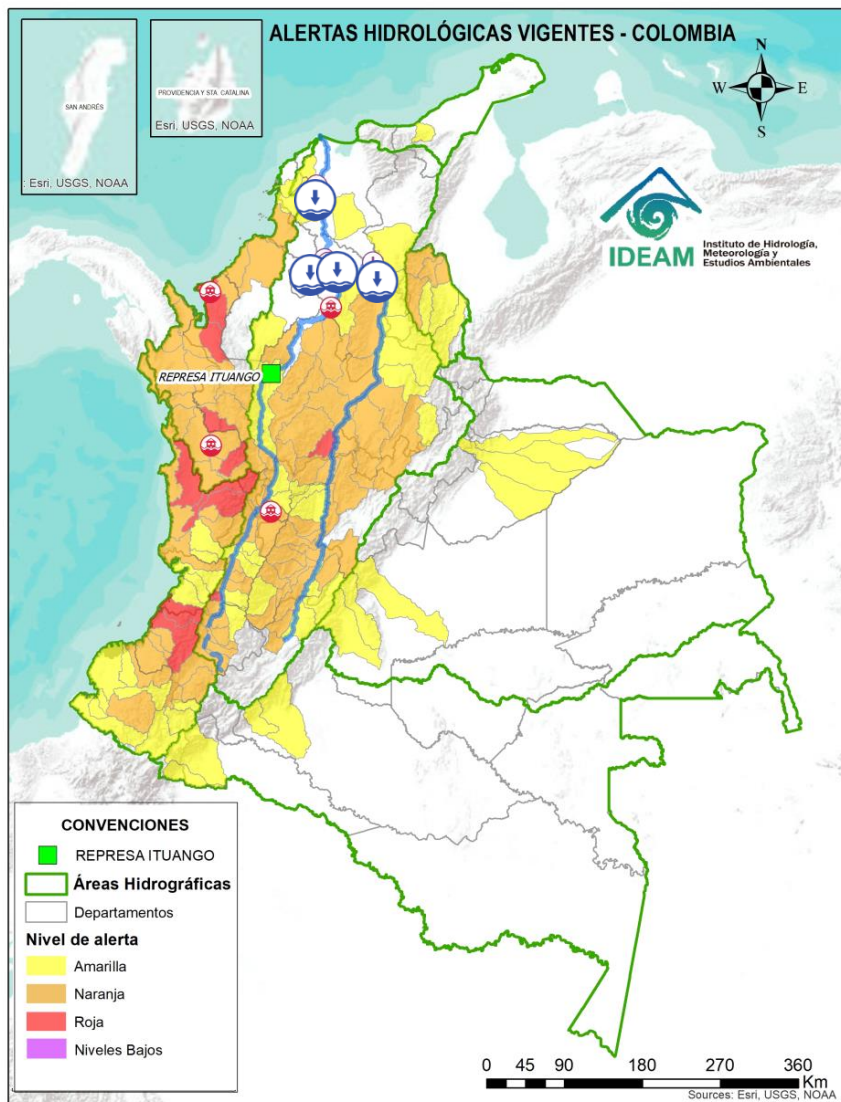 ALERTAS HIDROLÓGICAS VIGENTES - COLOMBIA
SAN ANDRÉS
: Esri, USGS, NOAA
PROVIDENCIA Y STA. CATALINA
Esri, USGS, NOAA
N
W
E
S
IDEAM
Instituto de Hidrología,
Meteorología y
Estudios Ambientales
REPRESA ITUANGO
CONVENCIONES
REPRESA ITUANGO
Áreas Hidrográficas
Departamentos
Nivel de alerta
Amarilla
Naranja
Roja
Niveles Bajos
0 45 90 180 270 360
Km
Sources: Esri, USGS, NOAA